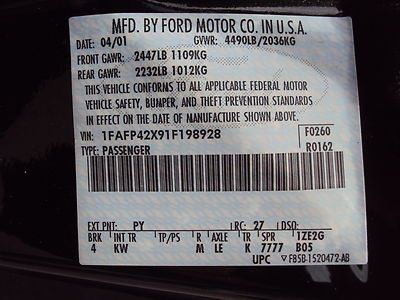 MFD. BY FORD MOTOR CO. IN U.S.A.
DATE: 04/01 GVWR: 4490LB/2036KG
FRONT GAWR: 2447LB 1109KG
REAR GAWR: 2232LB 1012KG
THIS VEHICLE CONFORMS TO ALL APPLICABLE FEDERAL MOTOR
VEHICLE SAFETY, BUMPER, AND THEFT PREVENTION STANDARDS
IN EFFECT ON THE DATE OF MANUFACTURE SHOWN ABOVE.
VIN: 1FAFP42X91F198928 F0260
TYPE: PASSENGER R0162
EXT PNT: PY RC: 27 DSO:
BRK INT TR TP/PS R AXLE TR SPR 1ZE2G
4 KW M LE K 7777 B05
UPC F85B-1520472-AB